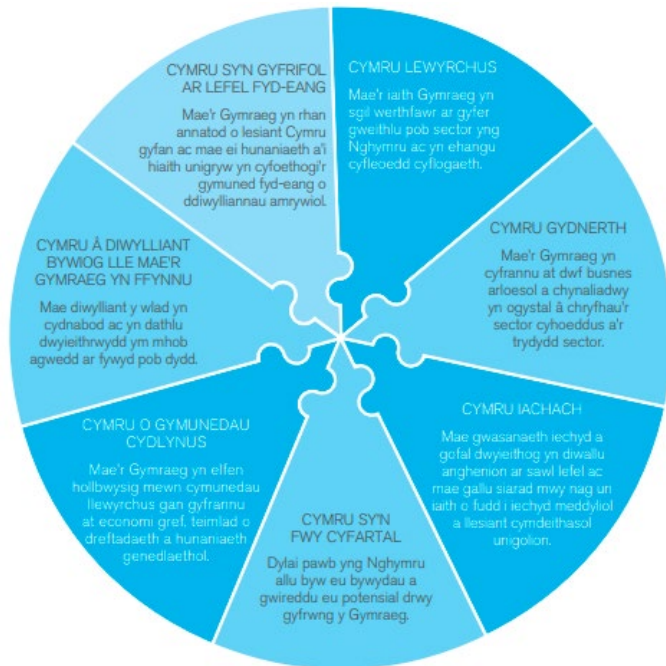 CYMRU LEWYRCHUS
Mae'r iaith Gymraeg yn
sgil werthfawr ar gyfer
gweithlu pob sector yng
Nghymru ac yn ehangu
cyfleoedd cyflogaeth.
CYMRU GYDNERTH
Mae'r Gymraeg yn
cyfrannu at dwf busnes
arloesol a chynaliadwy
yn ogystal â chryfhau'r
sector cyhoeddus a'r
trydydd sector.
CYMRU IACHACH
Mae gwasanaeth iechyd a
gofal dwyieithog yn diwallu
anghenion ar sawl lefel ac
mae gallu siarad mwy nag un
iaith o fudd i iechyd meddyliol
a llesiant cymdeithasol
unigolion.
CYMRU SY'N
FWY CYFARTAL
Dylai pawb yng Nghymru
allu byw eu bywydau a
gwireddu eu potensial drwy
gyfrwng y Gymraeg.
CYMRU O GYMUNEDAU
CYDLYNUS
Mae'r Gymraeg yn elfen
hollbwysig mewn cymunedau
llewyrchus gan gyfrannu
at economi gref, teimlad o
dreftadaeth a hunaniaeth
genedlaethol.
CYMRU Â DIWYLLIANT
BYWIOG LLE MAE'R
GYMRAEG YN FFYNNU
Mae diwylliant y wlad yn
cydnabod ac yn dathlu
dwyieithrwydd ym mhob
agwedd ar fywyd pob dydd.
CYMRU SY'N GYFRIFOL
AR LEFEL FYD-EANG
Mae'r Gymraeg yn rhan
annatod o lesiant Cymru
gyfan ac mae ei hunaniaeth a'i
hiaith unigryw yn cyfoethogi'r
gymuned fyd-eang o
ddiwylliannau amrywiol.